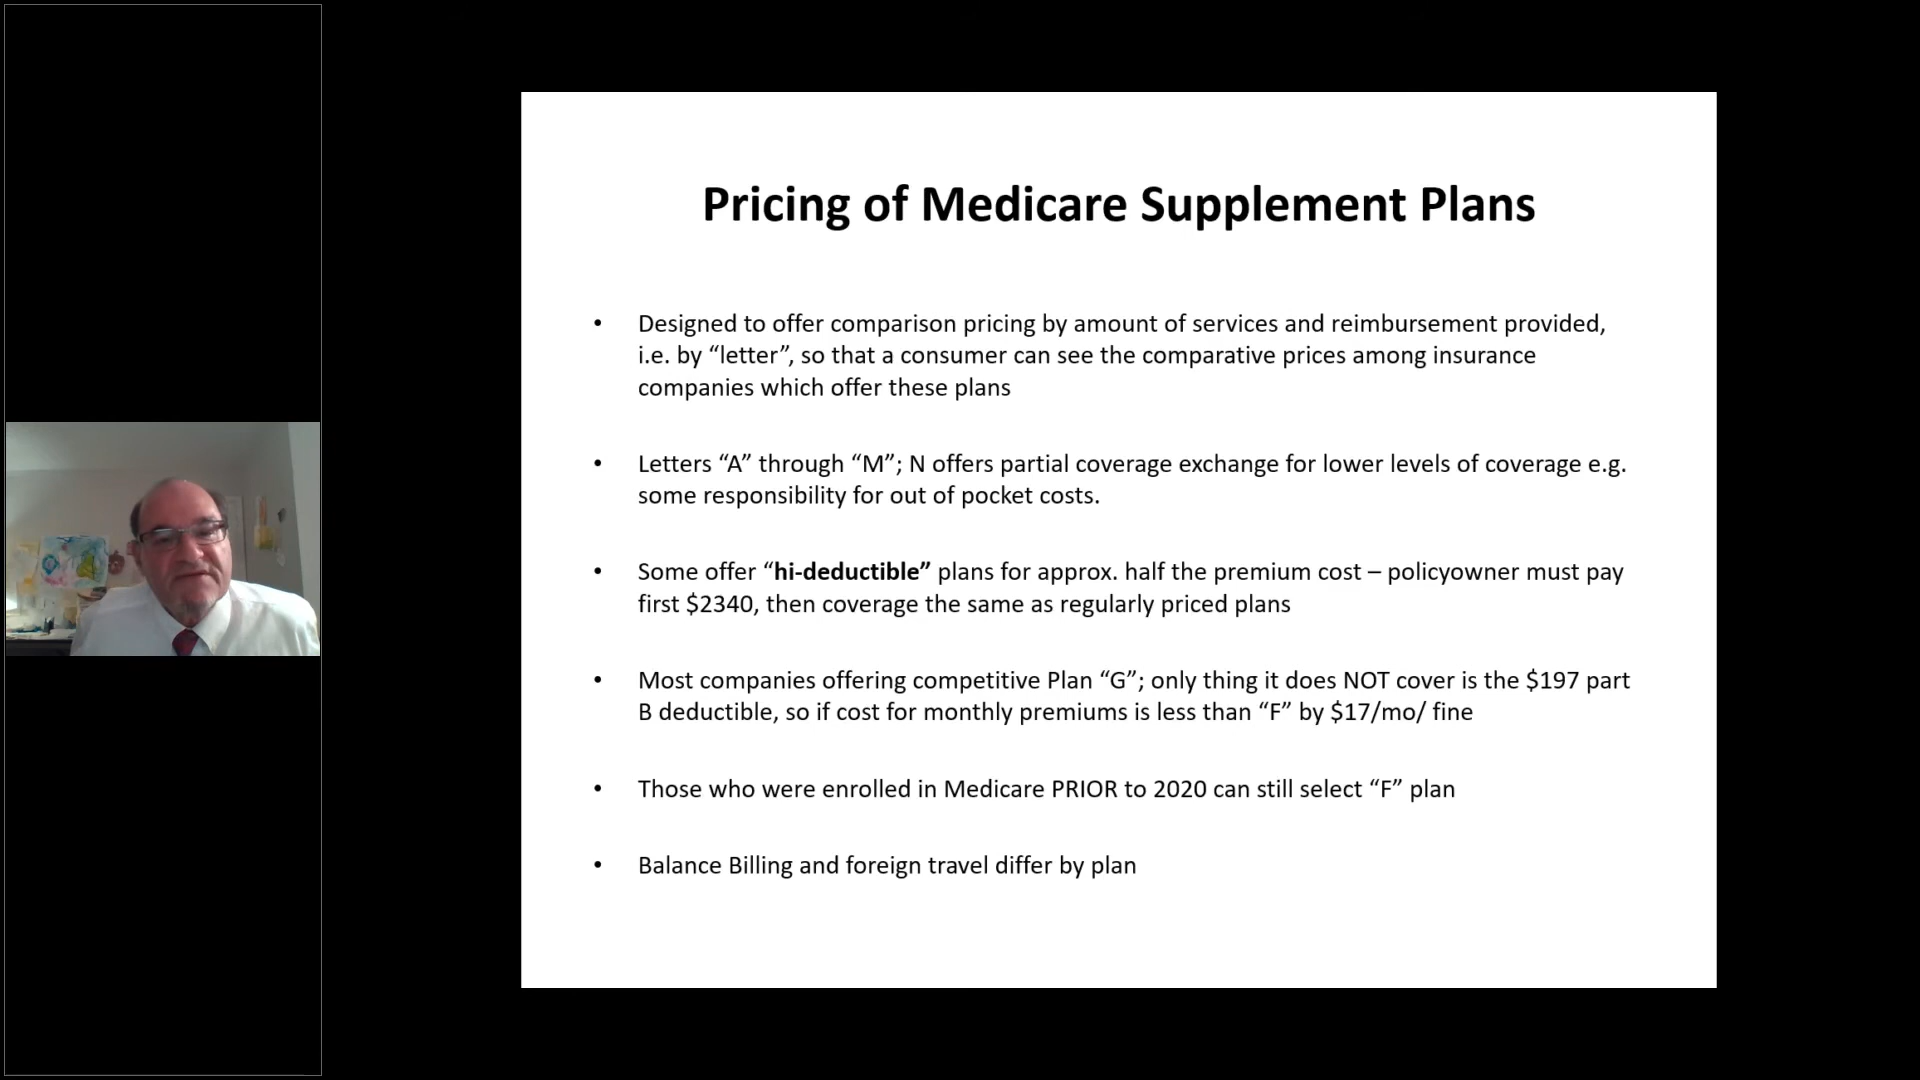 Pricing of Medicare Supplement Plans
• Designed to offer comparison pricing by amount of services and reimbursement provided,
i.e. by “letter”, so that a consumer can see the comparative prices among insurance
companies which offer these plans
• Letters “A” through “M”; N offers partial coverage exchange for lower levels of coverage e.g.
some responsibility for out of pocket costs.
• Some offer “hi-deductible” plans for approx. half the premium cost – policyowner must pay
first $2340, then coverage the same as regularly priced plans
• Most companies offering competitive Plan “G”; only thing it does NOT cover is the $197 part
B deductible, so if cost for monthly premiums is less than “F” by $17/mo/ fine
• Those who were enrolled in Medicare PRIOR to 2020 can still select “F” plan
• Balance Billing and foreign travel differ by plan